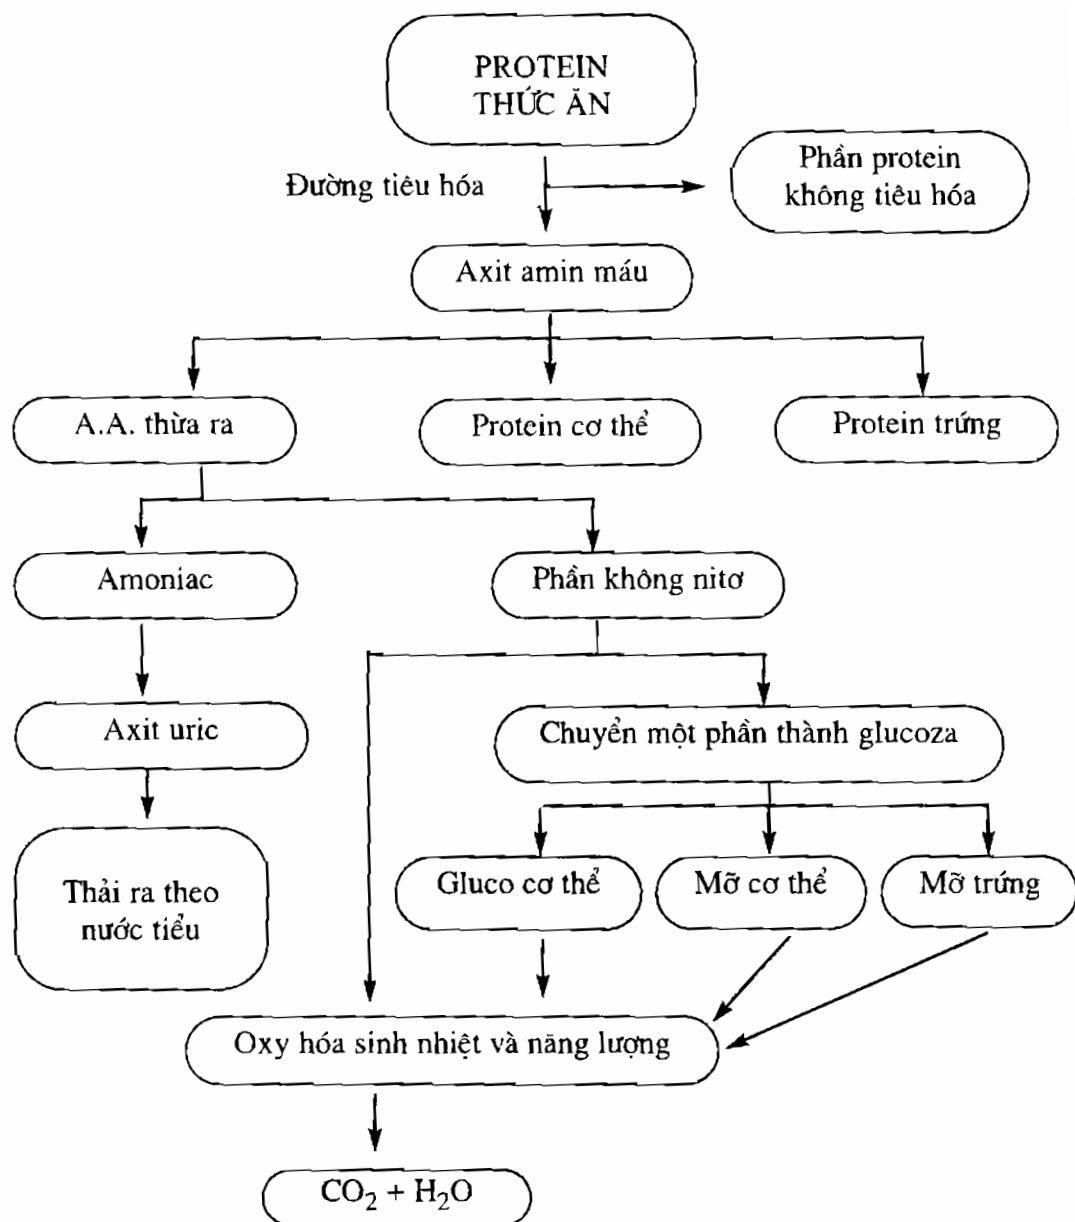 PROTEIN
THỨC ĂN
Đường tiêu hóa
Phần protein
không tiêu hóa
Axit amin máu
A.A. thừa ra
Protein cơ thể
Protein trứng
Amoniac
Phần không nitơ
Axit uric
Chuyển một phần thành glucoza
Thải ra theo
nước tiểu
Gluco cơ thể
Mỡ cơ thể
Mỡ trứng
Oxy hóa sinh nhiệt và năng lượng
CO₂ + H₂O